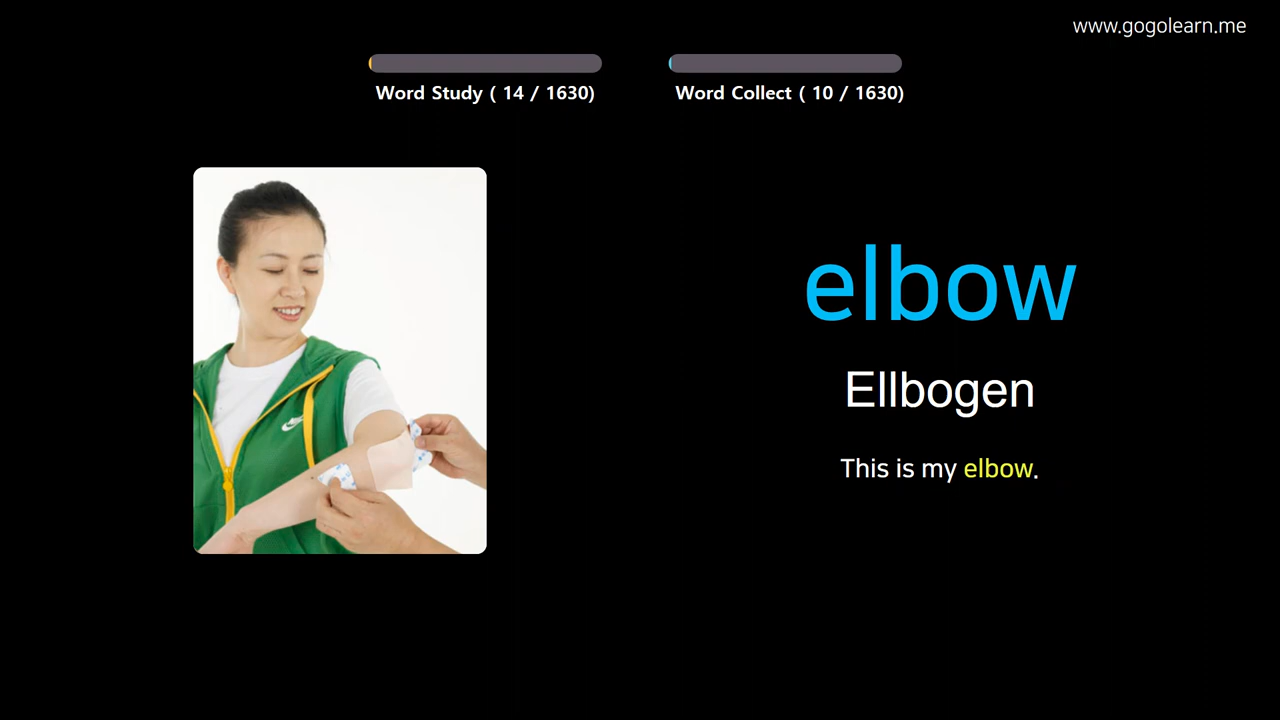 www.gogolearn.me
Word Study ( 14 / 1630)
Word Collect ( 10 / 1630)
elbow
Ellbogen
This is my elbow.